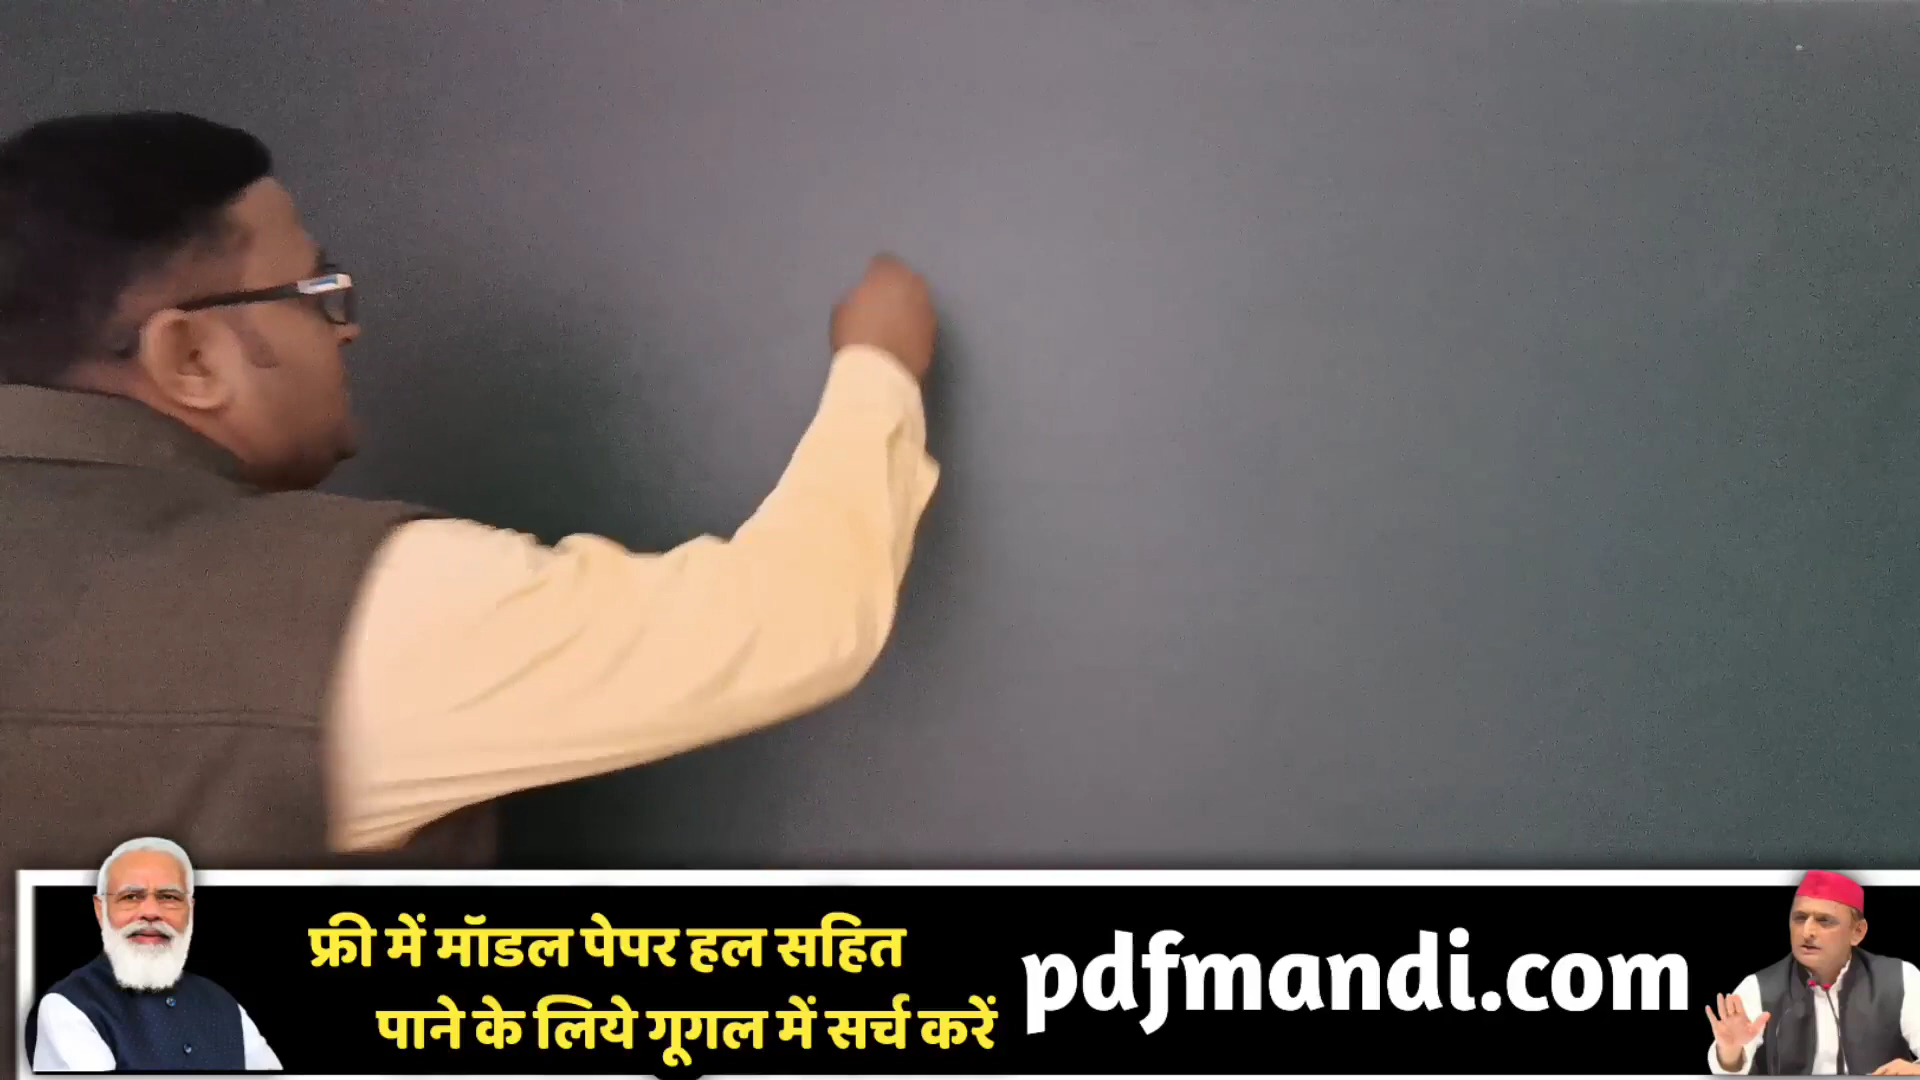 फ्री में मॉडल पेपर हल सहित
पाने के लिये गूगल में सर्च करें
pdfmandi.com